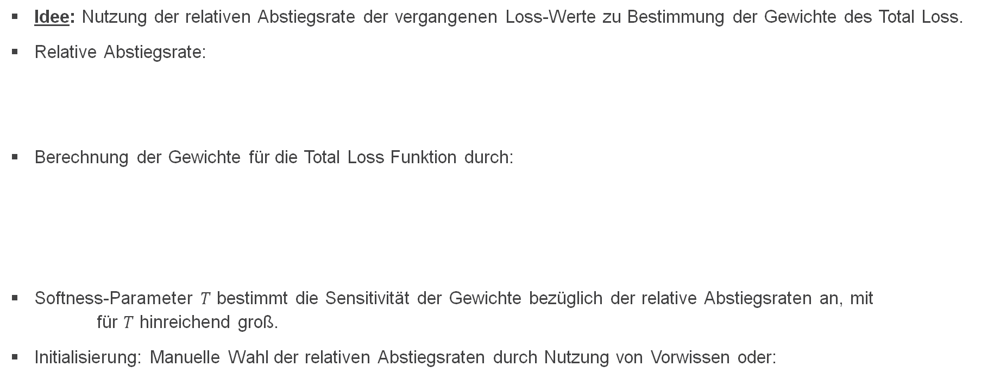 ▪ Idee: Nutzung der relativen Abstiegsrate der vergangenen Loss-Werte zu Bestimmung der Gewichte des Total Loss.
▪ Relative Abstiegsrate:
▪ Berechnung der Gewichte für die Total Loss Funktion durch:
▪ Softness-Parameter T bestimmt die Sensitivität der Gewichte bezüglich der relative Abstiegsraten an, mit
für T hinreichend groß.
▪ Initialisierung: Manuelle Wahl der relativen Abstiegsraten durch Nutzung von Vorwissen oder: